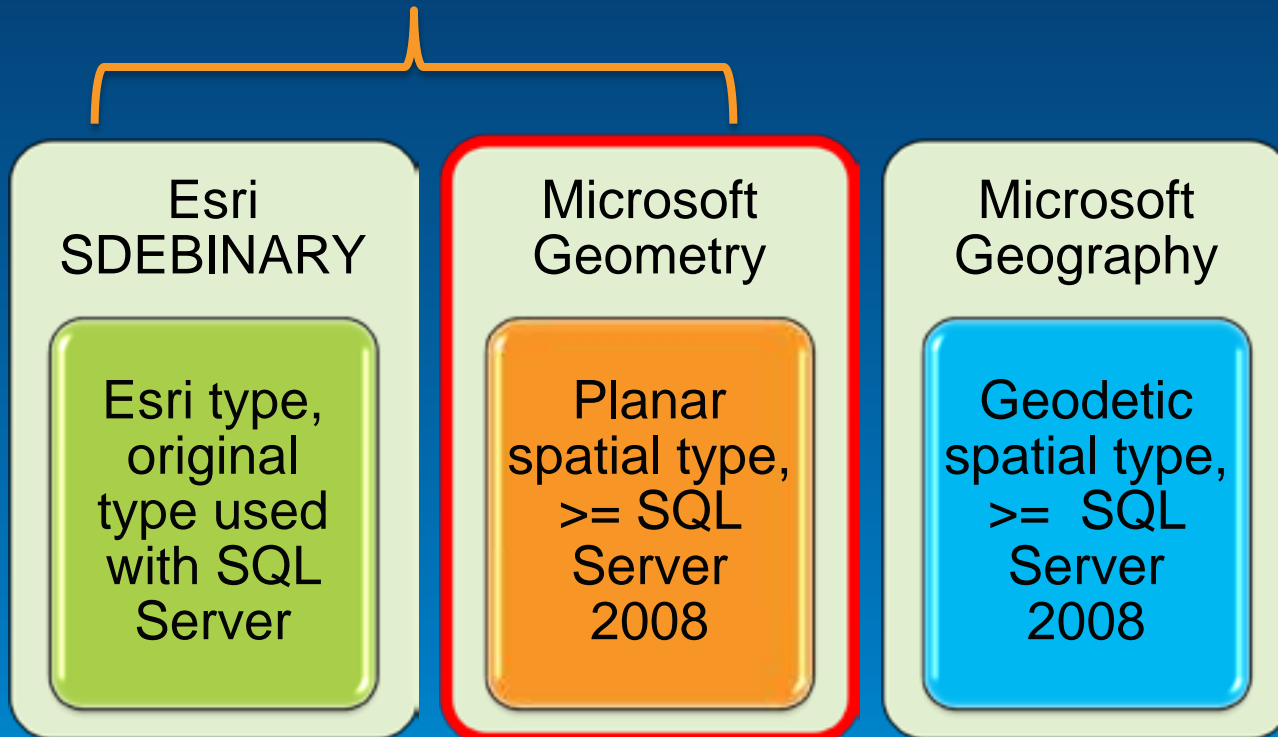 Esri
SDEBINARY
Esri type,
original
type used
with SQL
Server
Microsoft
Geometry
Planar
spatial type,
>= SQL
Server
2008
Microsoft
Geography
Geodetic
spatial type,
>=  SQL
Server
2008